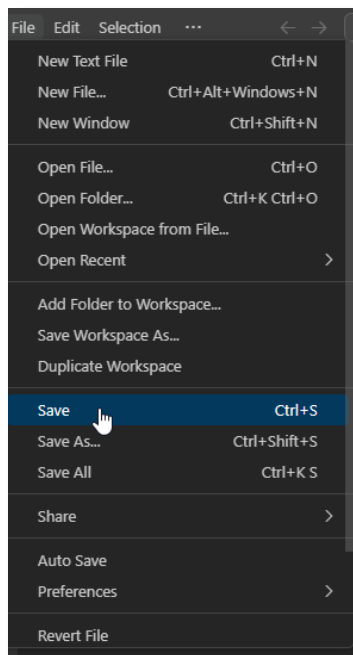 File Edit Selection ...
New Text File Ctrl+N
New File... Ctrl+Alt+Windows+N
New Window Ctrl+Shift+N
Open File... Ctrl+O
Open Folder... Ctrl+K Ctrl+O
Open Workspace from File...
Open Recent
Add Folder to Workspace...
Save Workspace As...
Duplicate Workspace
Save Ctrl+S
Save As... Ctrl+Shift+S
Save All Ctrl+K S
Share
Auto Save
Preferences
Revert File